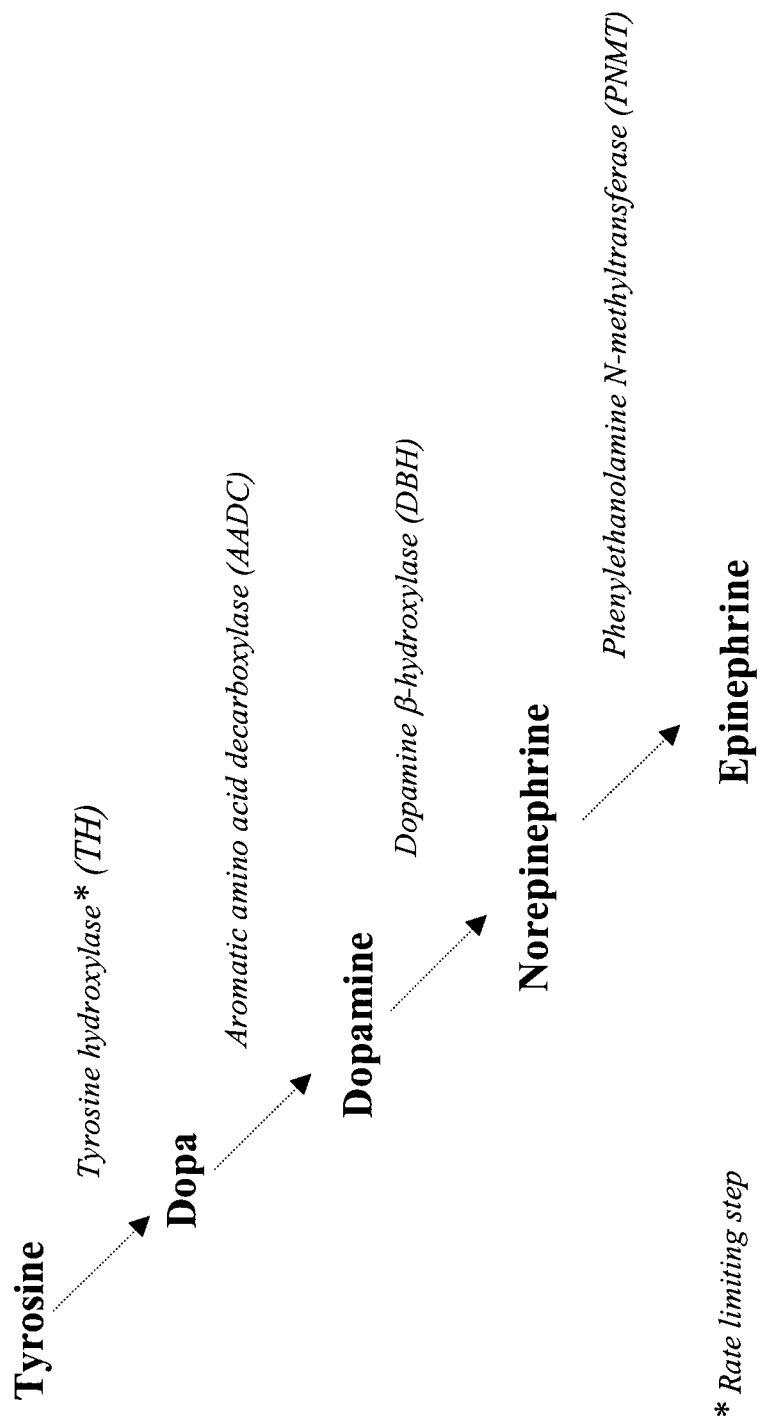 Tyrosine
Tyrosine hydroxylase* (TH)
Dopa
Aromatic amino acid decarboxylase (AADC)
Dopamine
Dopamine β-hydroxylase (DBH)
Norepinephrine
Phenylethanolamine N-methyltransferase (PNMT)
Epinephrine
* Rate limiting step